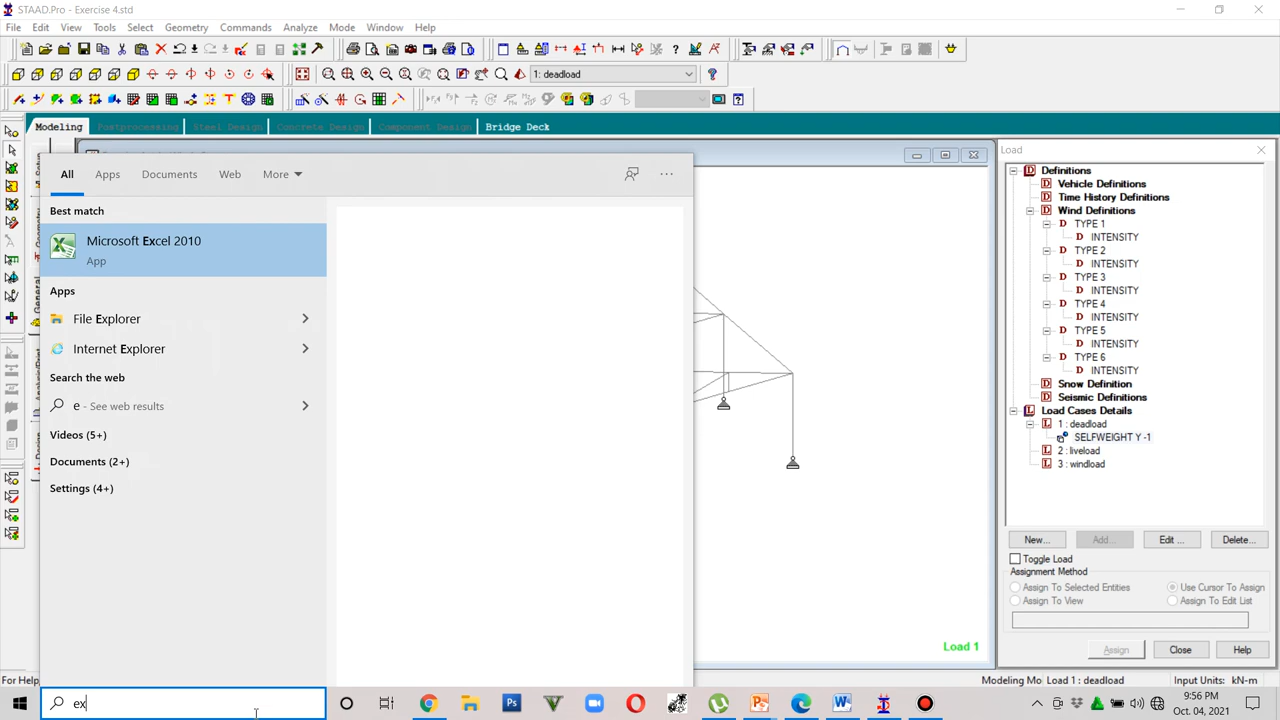 STAAD.Pro - Exercise 4.std
File Edit View Tools Select Geometry Commands Analyze Mode Window Help
1: deadload
Modeling Postprocessing Steel Design Concrete Design Component Design Bridge Deck
Load
All Apps Documents Web More
Best match
Microsoft Excel 2010
App
Apps
File Explorer
Internet Explorer
Search the web
e - See web results
Videos (5+)
Documents (2+)
Settings (4+)
Definitions
Vehicle Definitions
Time History Definitions
Wind Definitions
TYPE 1
INTENSITY
TYPE 2
INTENSITY
TYPE 3
INTENSITY
TYPE 4
INTENSITY
TYPE 5
INTENSITY
TYPE 6
INTENSITY
Snow Definition
Seismic Definitions
Load Cases Details
1 : deadload
SELFWEIGHT Y -1
2 : liveload
3 : windload
New... Add... Edit ... Delete...
Toggle Load
Assignment Method
Assign To Selected Entities Use Cursor To Assign
Assign To View Assign To Edit List
Assign Close Help
Load 1
For Help Modeling Mo Load 1 : deadload Input Units: kN-m
ex
9:56 PM
Oct. 04, 2021